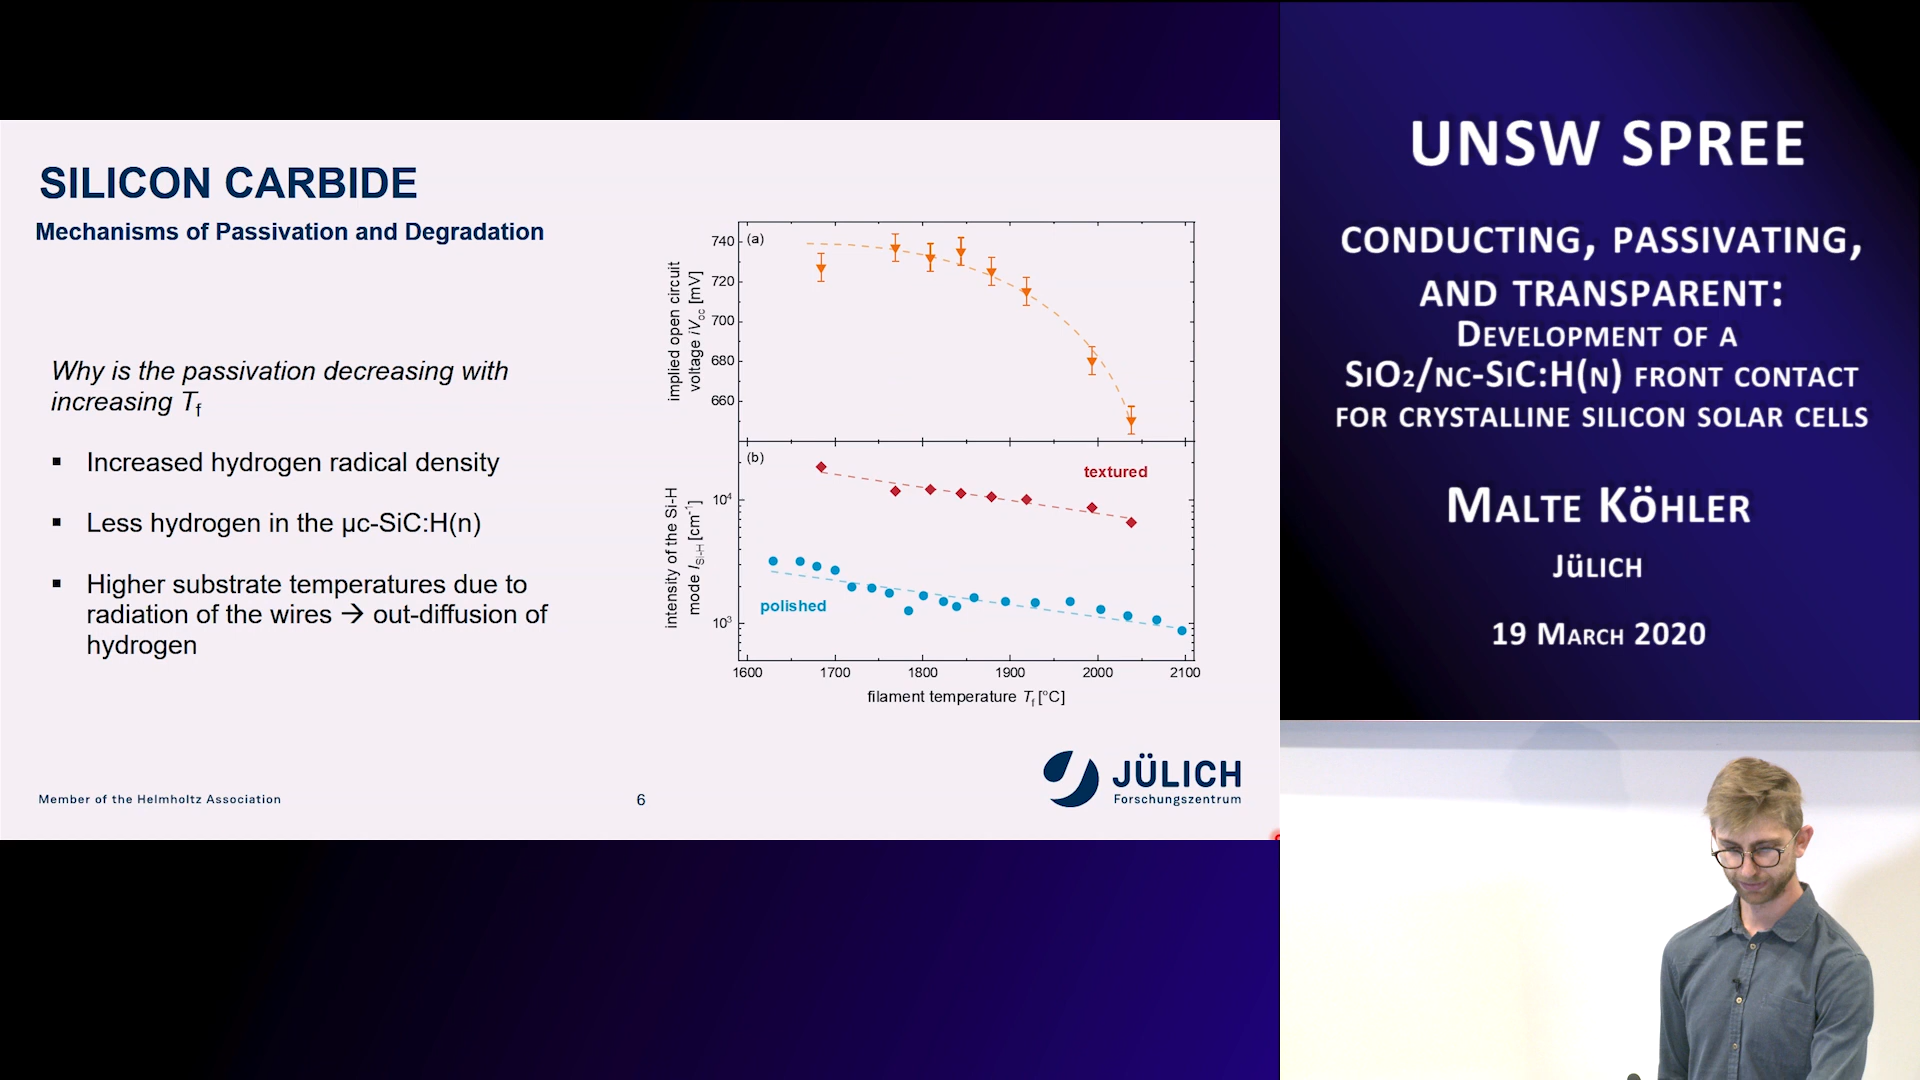 SILICON CARBIDE
Mechanisms of Passivation and Degradation
Why is the passivation decreasing with
increasing Tf
▪ Increased hydrogen radical density
▪ Less hydrogen in the µc-SiC:H(n)
▪ Higher substrate temperatures due to
radiation of the wires → out-diffusion of
hydrogen
(a)
implied open circuit
voltage iVoc [mV]
740
720
700
680
660
(b)
textured
polished
intensity of the Si-H
mode ISi-H [cm⁻¹]
10⁴
10³
1600 1700 1800 1900 2000 2100
filament temperature Tf [°C]
JÜLICH
Forschungszentrum
Member of the Helmholtz Association
6
UNSW SPREE
CONDUCTING, PASSIVATING,
AND TRANSPARENT:
DEVELOPMENT OF A
SIO2/NC-SIC:H(N) FRONT CONTACT
FOR CRYSTALLINE SILICON SOLAR CELLS
MALTE KÖHLER
JÜLICH
19 MARCH 2020